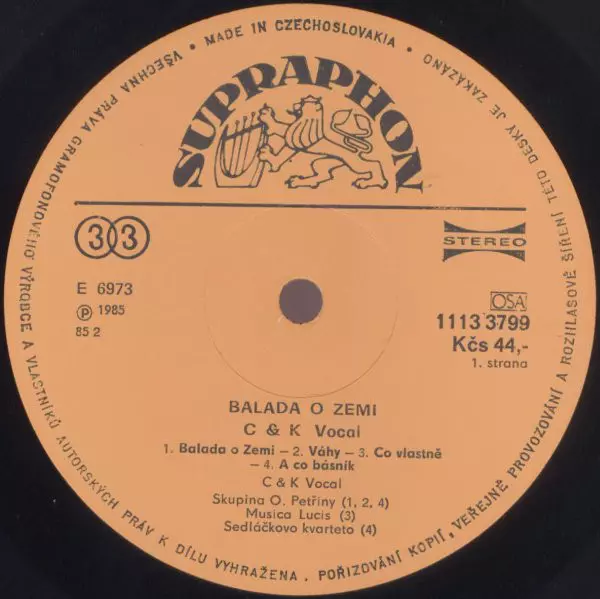 • MADE IN CZECHOSLOVAKIA •
VŠECHNA PRÁVA GRAMOFONOVÉHO VÝROBCE A VLASTNÍKŮ AUTORSKÝCH PRÁV K DÍLU VYHRAŽENA. POŘIZOVÁNÍ KOPIÍ, VEŘEJNÉ PROVOZOVÁNÍ A ROZHLASOVÉ ŠÍŘENÍ TÉTO DESKY JE ZAKÁZÁNO
SUPRAPHON
33
STEREO
E 6973
Ⓟ 1985
85 2
OSA
1113 3799
Kčs 44,-
1. strana
BALADA O ZEMI
C & K Vocal
1. Balada o Zemi – 2. Váhy – 3. Co vlastně
– 4. A co básník
C & K Vocal
Skupina O. Petřiny (1, 2, 4)
Musica Lucis (3)
Sedláčkovo kvarteto (4)